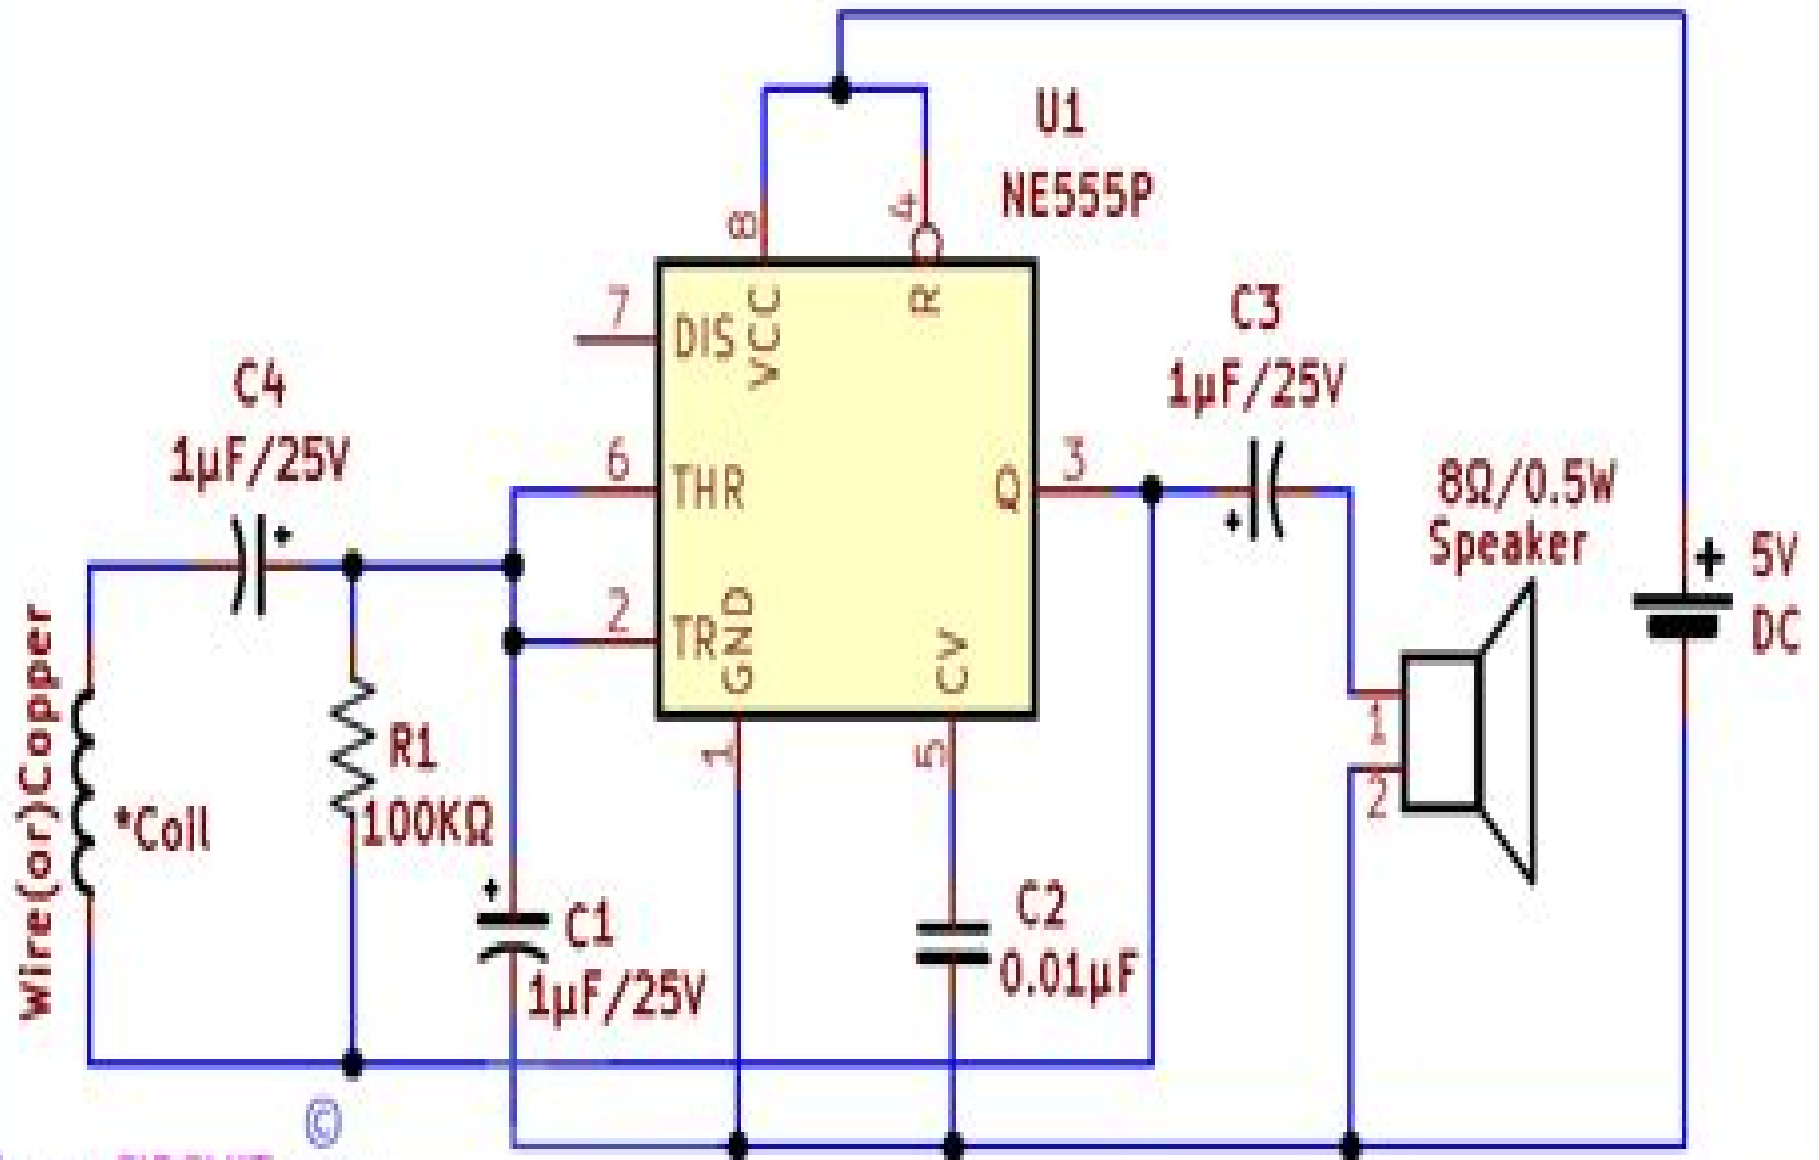 U1
NE555P
8
4
7
DIS
VCC
R
C3
1µF/25V
C4
1µF/25V
6
THR
Q
3
8Ω/0.5W
Speaker
+
5V
DC
+
+
2
TR
GND
CV
1
5
1
2
Wire(or)Copper
*Coil
R1
100KΩ
+
C1
1µF/25V
C2
0.01µF
©